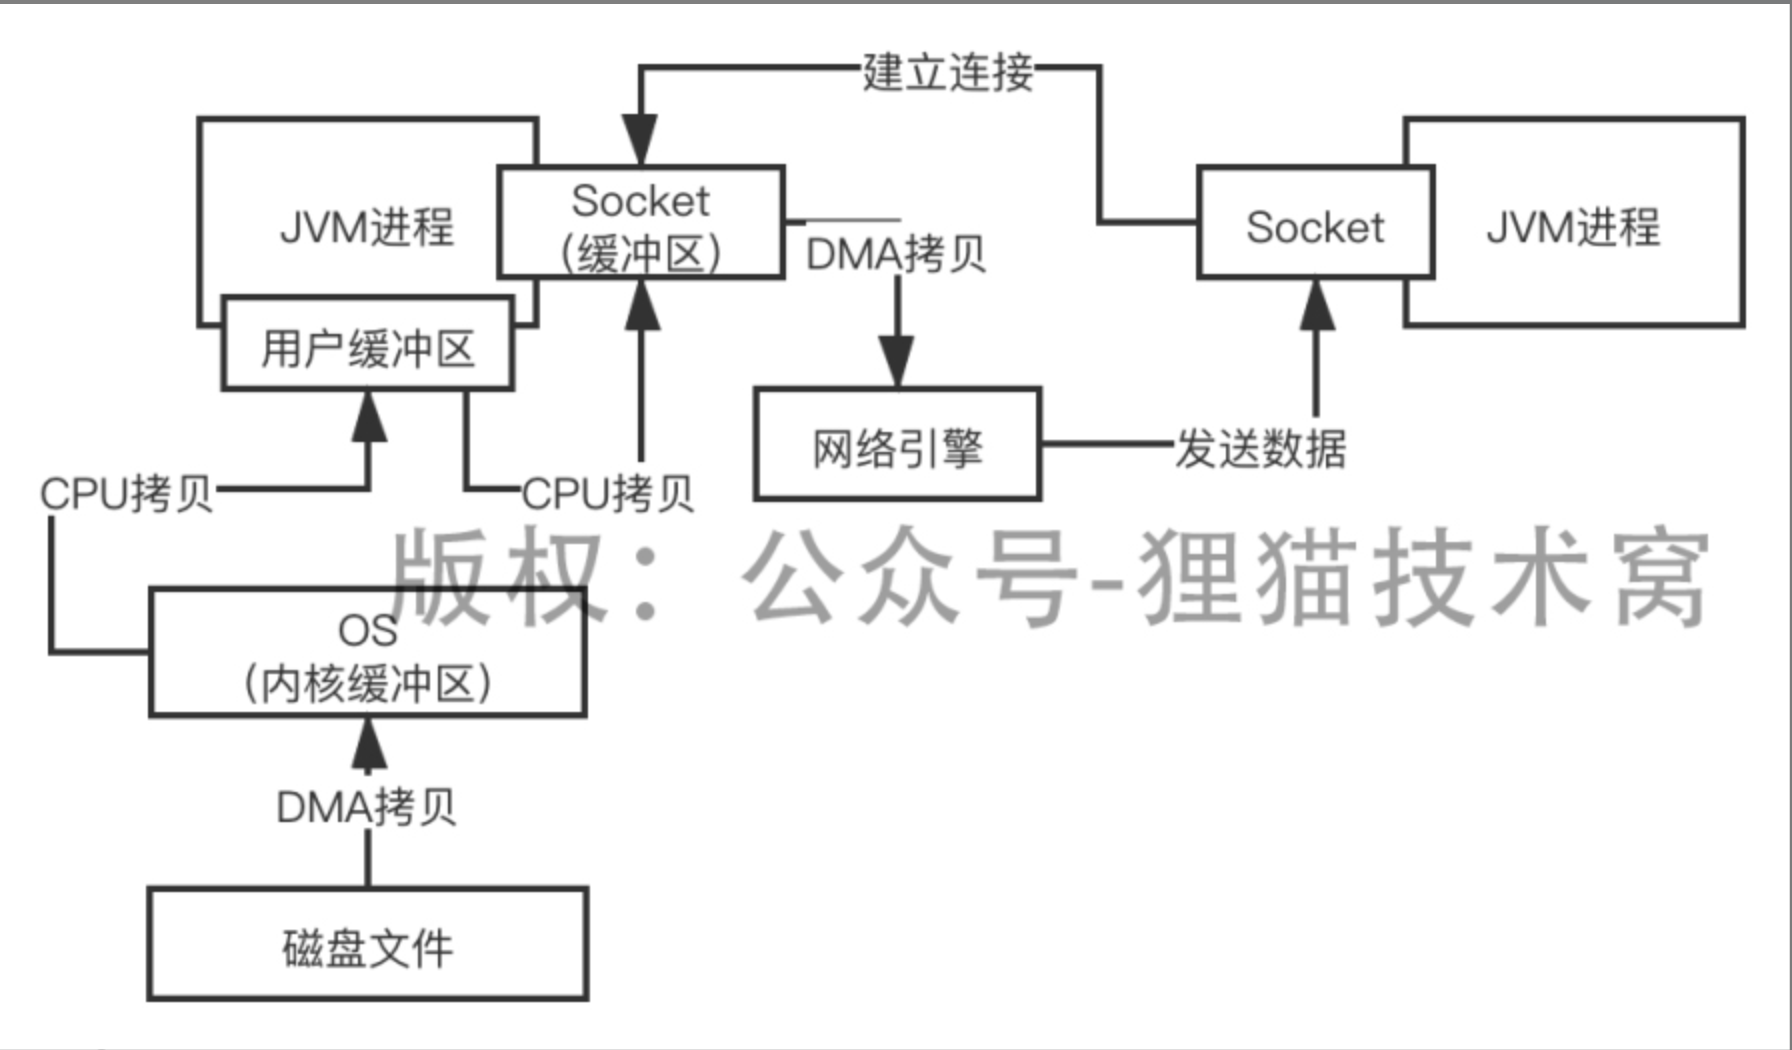 建立连接
JVM进程
Socket
(缓冲区)
Socket
JVM进程
DMA拷贝
用户缓冲区
网络引擎
发送数据
CPU拷贝
CPU拷贝
版权：公众号-狸猫技术窝
OS
(内核缓冲区)
DMA拷贝
磁盘文件